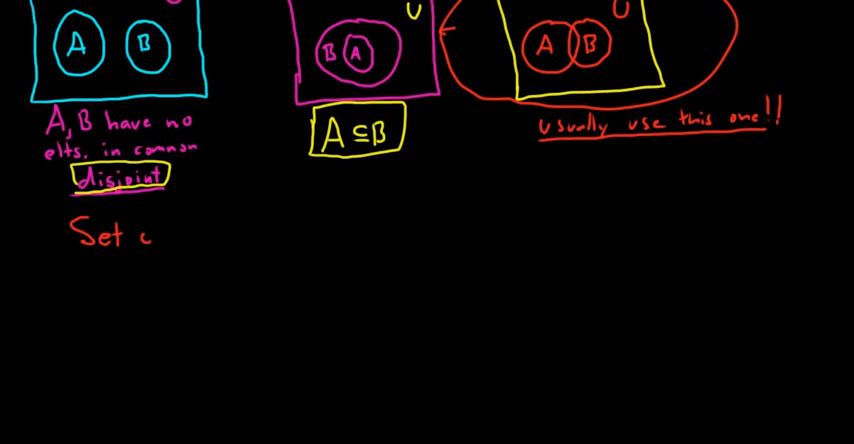 U
U
A B
B A
A B
A, B have no
elts. in common
disjoint
A ⊆ B
usually use this one!!
Set